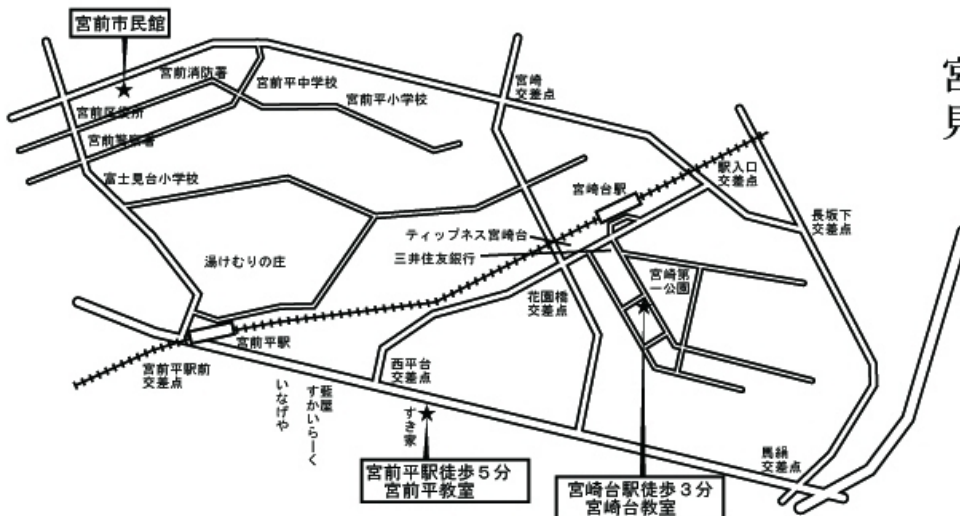 宮前市民館
宮前消防署
宮前平中学校
宮前平小学校
宮前区役所
宮前警察署
富士見台小学校
宮崎
交差点
宮
見
駅入口
交差点
宮崎台駅
長坂下
交差点
ティップネス宮崎台
三井住友銀行
湯けむりの庄
宮崎第
一公園
花園橋
交差点
宮前平駅
宮前平駅前
交差点
西平台
交差点
いなげや
藍屋
すかいらーく
すき家
馬絹
交差点
宮前平駅徒歩5分
宮前平教室
宮崎台駅徒歩3分
宮崎台教室